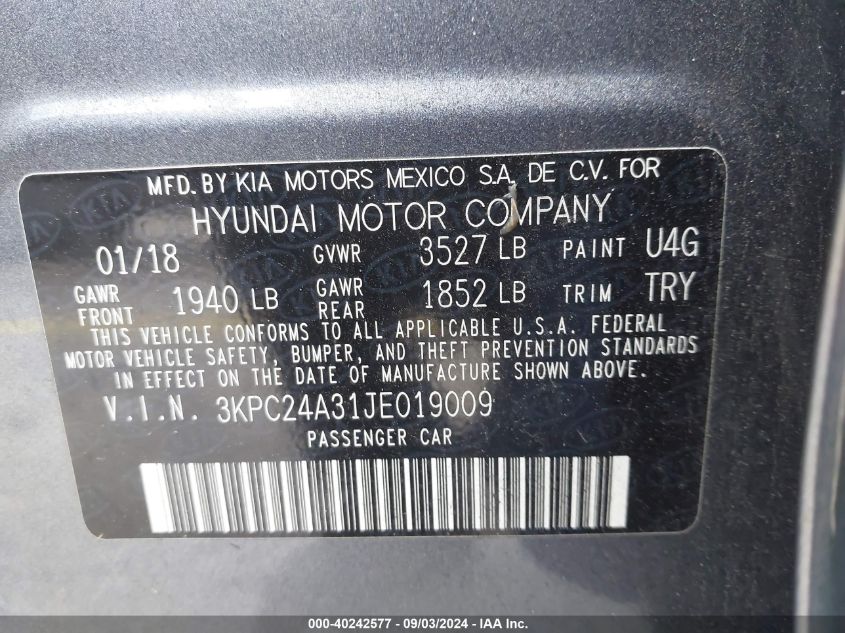 MFD. BY KIA MOTORS MEXICO S.A. DE C.V. FOR
HYUNDAI MOTOR COMPANY
01/18 GVWR 3527 LB PAINT U4G
GAWR FRONT 1940 LB GAWR REAR 1852 LB TRIM TRY
THIS VEHICLE CONFORMS TO ALL APPLICABLE U.S.A. FEDERAL
MOTOR VEHICLE SAFETY, BUMPER, AND THEFT PREVENTION STANDARDS
IN EFFECT ON THE DATE OF MANUFACTURE SHOWN ABOVE.
V.I.N. 3KPC24A31JE019009
PASSENGER CAR
000-40242577 - 09/03/2024 - IAA Inc.